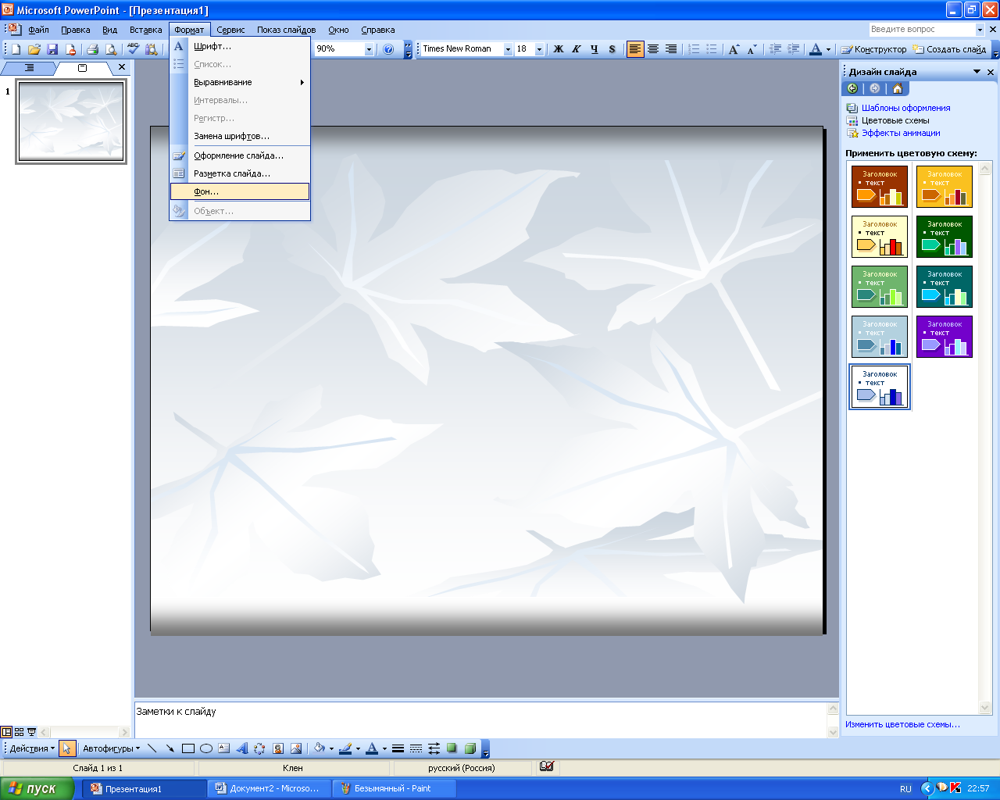 Microsoft PowerPoint - [Презентация1]
Файл Правка Вид Вставка Формат Сервис Показ слайдов Окно Справка Введите вопрос
90% Times New Roman 18 Ж К Ч S Конструктор Создать слайд
Шрифт...
Список...
Выравнивание
Интервалы...
Регистр...
Замена шрифтов...
Оформление слайда...
Разметка слайда...
Фон...
Объект...
1
Дизайн слайда
Шаблоны оформления
Цветовые схемы
Эффекты анимации
Применить цветовую схему:
Заголовок
• текст
Заголовок
• текст
Заголовок
• текст
Заголовок
• текст
Заголовок
• текст
Заголовок
• текст
Заголовок
• текст
Заголовок
• текст
Заголовок
• текст
Изменить цветовые схемы...
Заметки к слайду
Действия Автофигуры
Слайд 1 из 1 Клен русский (Россия)
пуск Презентация1 Документ2 - Microso... Безымянный - Paint RU 22:57